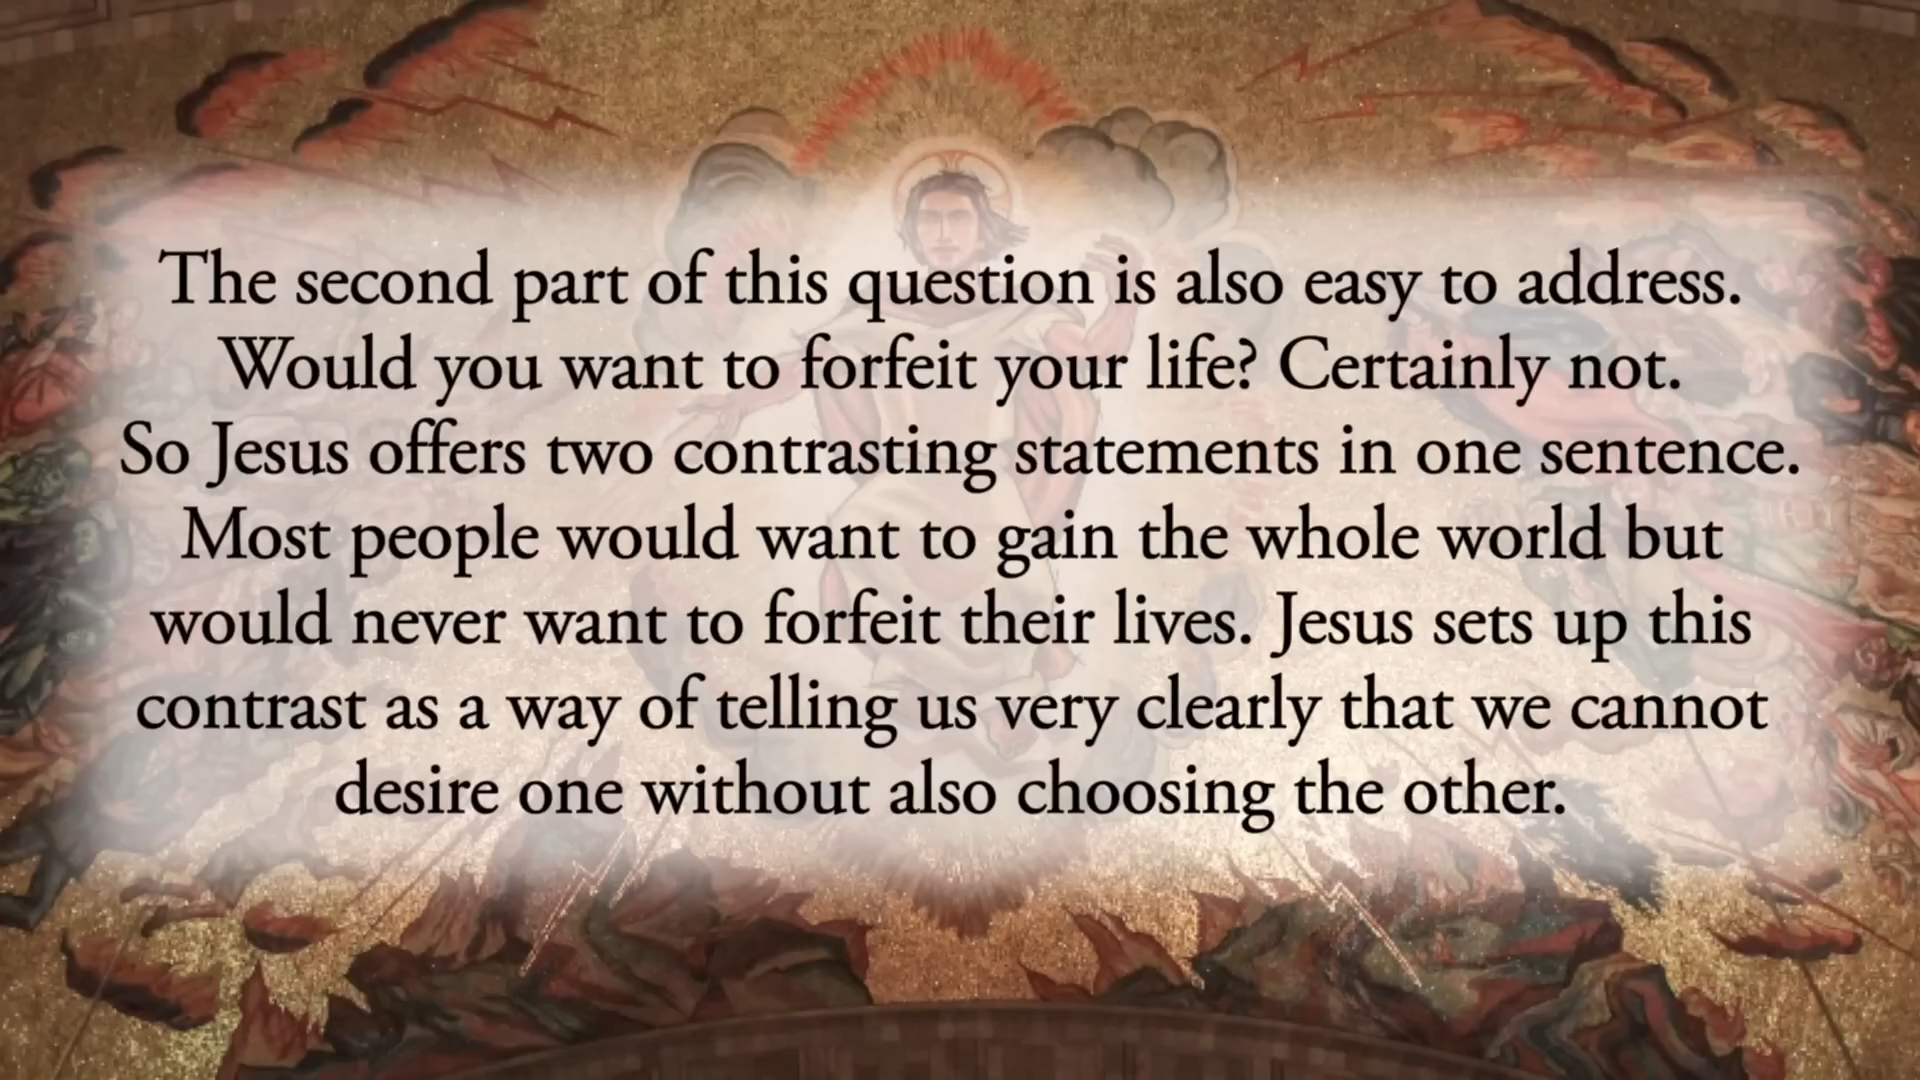 The second part of this question is also easy to address.
Would you want to forfeit your life? Certainly not.
So Jesus offers two contrasting statements in one sentence.
Most people would want to gain the whole world but
would never want to forfeit their lives. Jesus sets up this
contrast as a way of telling us very clearly that we cannot
desire one without also choosing the other.